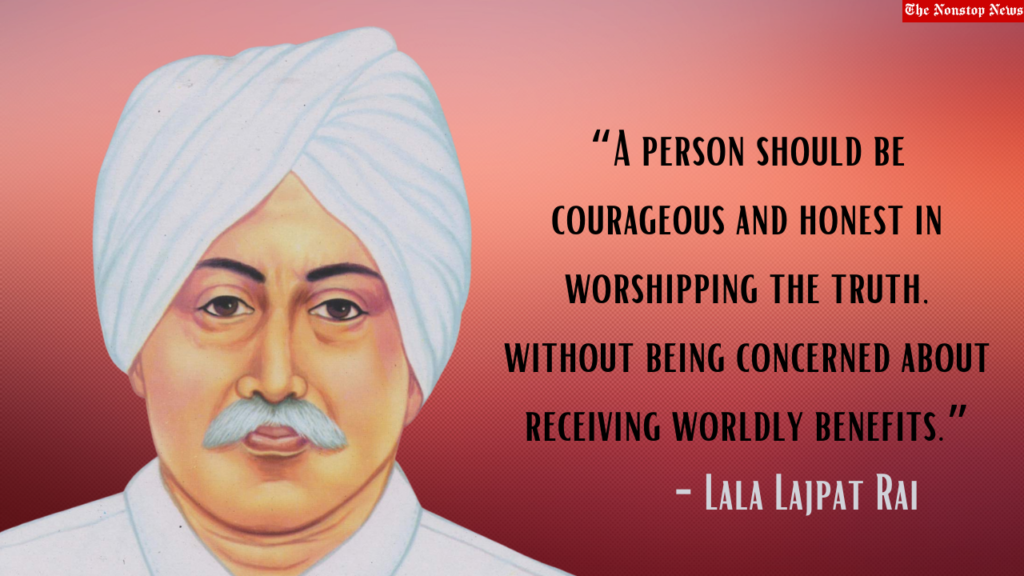 The Nonstop News
“A person should be
courageous and honest in
worshipping the truth.
without being concerned about
receiving worldly benefits.”
- Lala Lajpat Rai